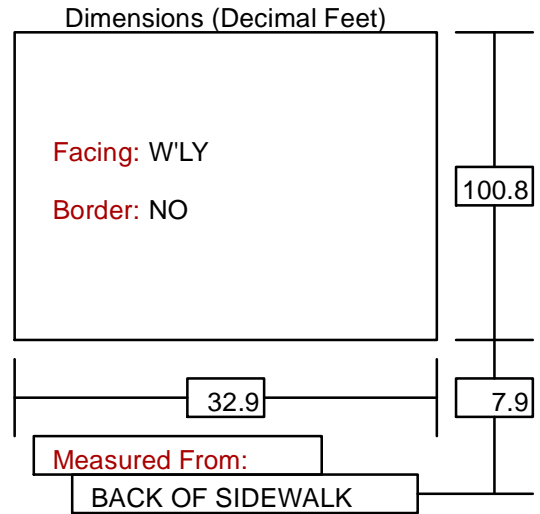 Dimensions (Decimal Feet)
Facing: W'LY
Border: NO
100.8
32.9
7.9
Measured From:
BACK OF SIDEWALK